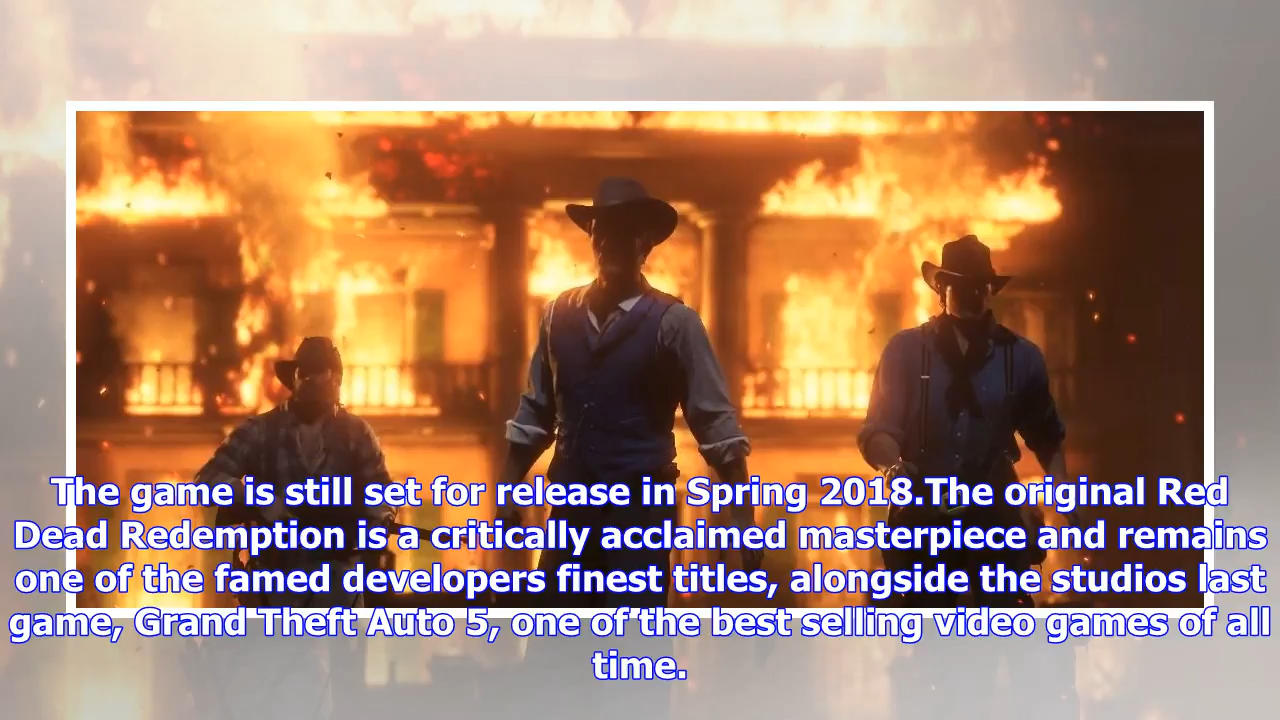 The game is still set for release in Spring 2018.The original Red
Dead Redemption is a critically acclaimed masterpiece and remains
one of the famed developers finest titles, alongside the studios last
game, Grand Theft Auto 5, one of the best selling video games of all
time.